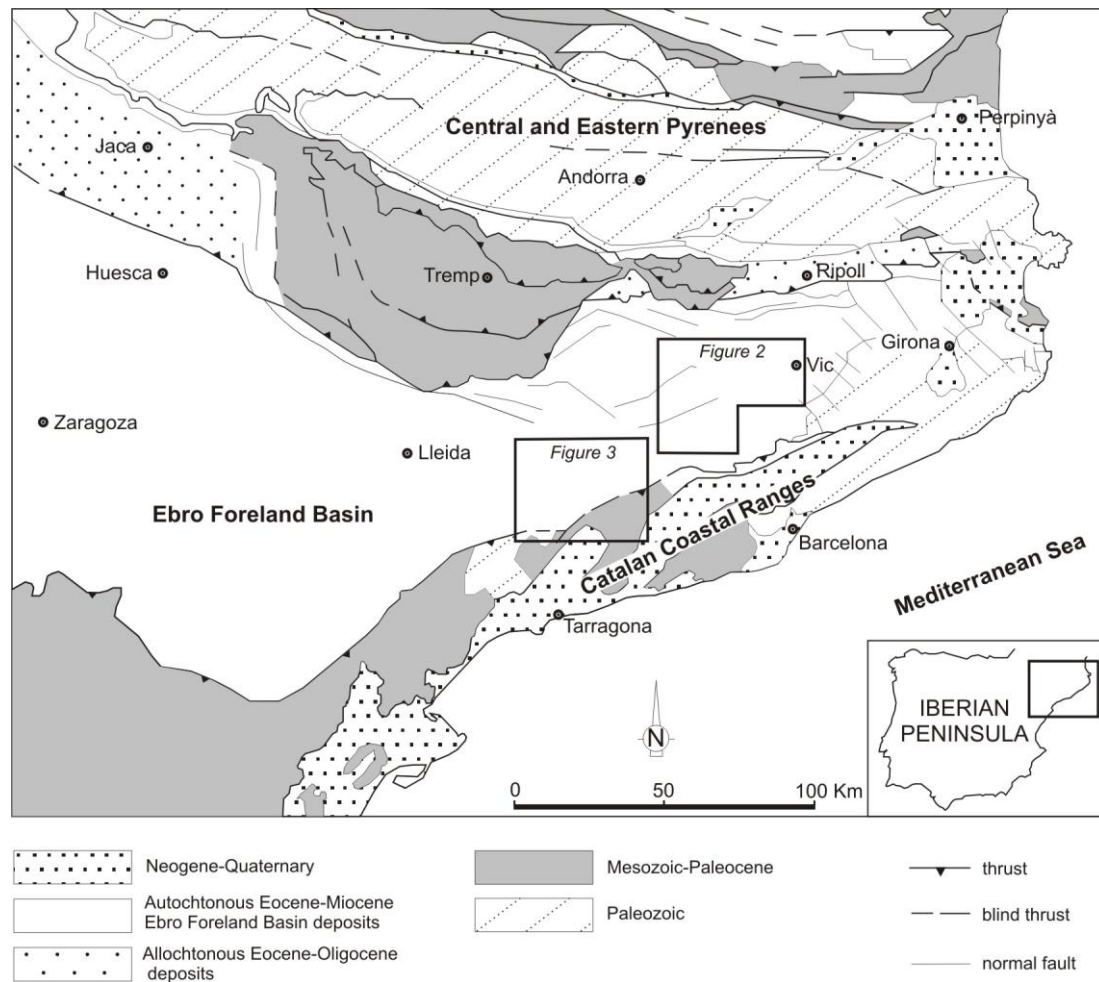 Perpinyà
Central and Eastern Pyrenees
Jaca
Andorra
Huesca
Tremp
Ripoll
Girona
Figure 2
Vic
Zaragoza
Lleida
Figure 3
Ebro Foreland Basin
Catalan Coastal Ranges
Barcelona
Mediterranean Sea
Tarragona
IBERIAN
PENINSULA
N
0 50 100 Km
Neogene-Quaternary
Autochtonous Eocene-Miocene
Ebro Foreland Basin deposits
Allochtonous Eocene-Oligocene
deposits
Mesozoic-Paleocene
Paleozoic
thrust
blind thrust
normal fault